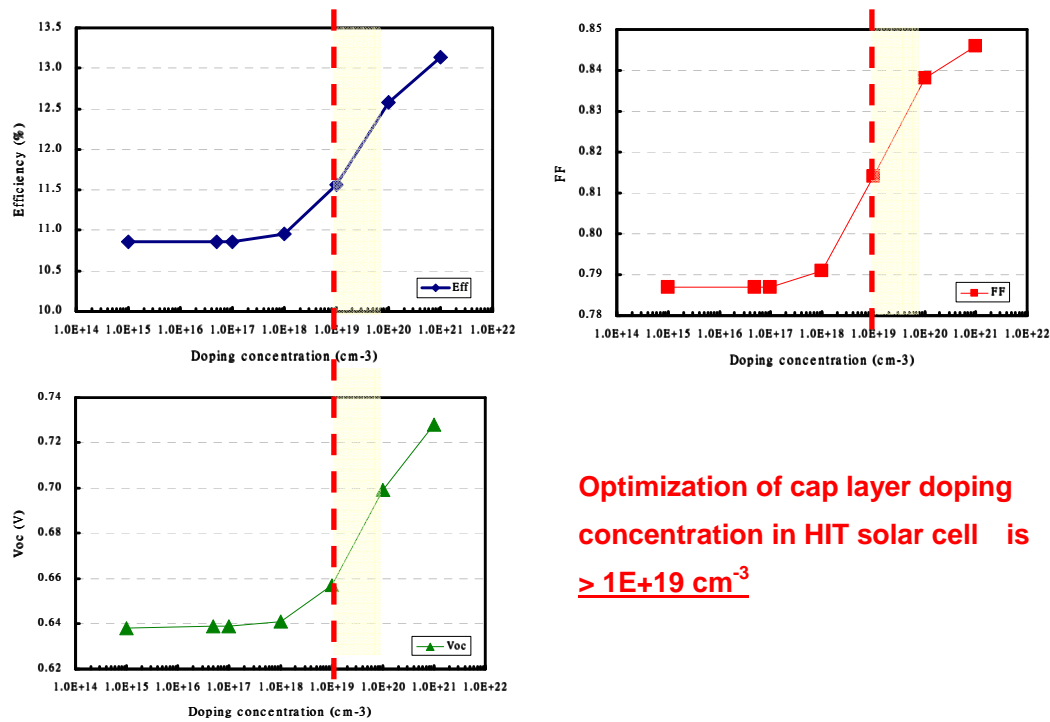 13.5
13.0
12.5
12.0
11.5
11.0
10.5
10.0
Efficiency (%)
Eff
1.0E+14 1.0E+15 1.0E+16 1.0E+17 1.0E+18 1.0E+19 1.0E+20 1.0E+21 1.0E+22
Doping concentration (cm-3)
0.85
0.84
0.83
0.82
0.81
0.80
0.79
0.78
FF
FF
1.0E+14 1.0E+15 1.0E+16 1.0E+17 1.0E+18 1.0E+19 1.0E+20 1.0E+21 1.0E+22
Doping concentration (cm-3)
0.74
0.72
0.70
0.68
0.66
0.64
0.62
Voc (V)
Voc
1.0E+14 1.0E+15 1.0E+16 1.0E+17 1.0E+18 1.0E+19 1.0E+20 1.0E+21 1.0E+22
Doping concentration (cm-3)
Optimization of cap layer doping
concentration in HIT solar cell is
> 1E+19 cm-3